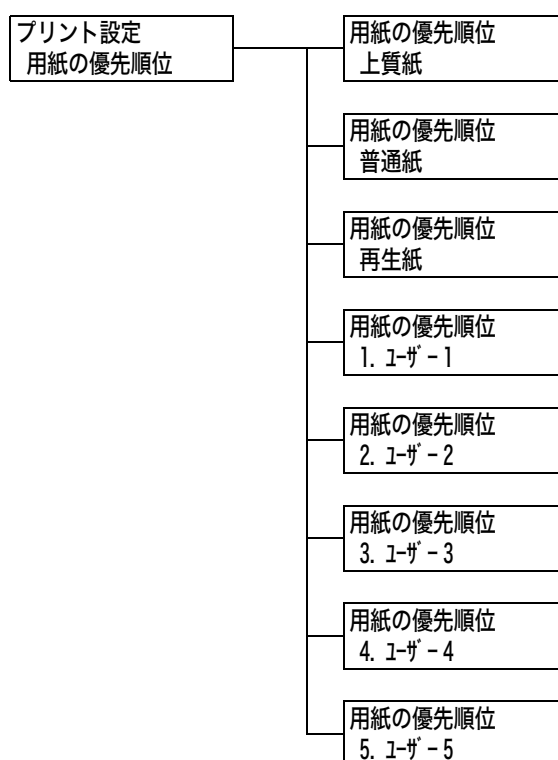 プリント設定
用紙の優先順位
用紙の優先順位
上質紙
用紙の優先順位
普通紙
用紙の優先順位
再生紙
用紙の優先順位
1. ﾕｰｻﾞｰ1
用紙の優先順位
2. ﾕｰｻﾞｰ2
用紙の優先順位
3. ﾕｰｻﾞｰ3
用紙の優先順位
4. ﾕｰｻﾞｰ4
用紙の優先順位
5. ﾕｰｻﾞｰ5